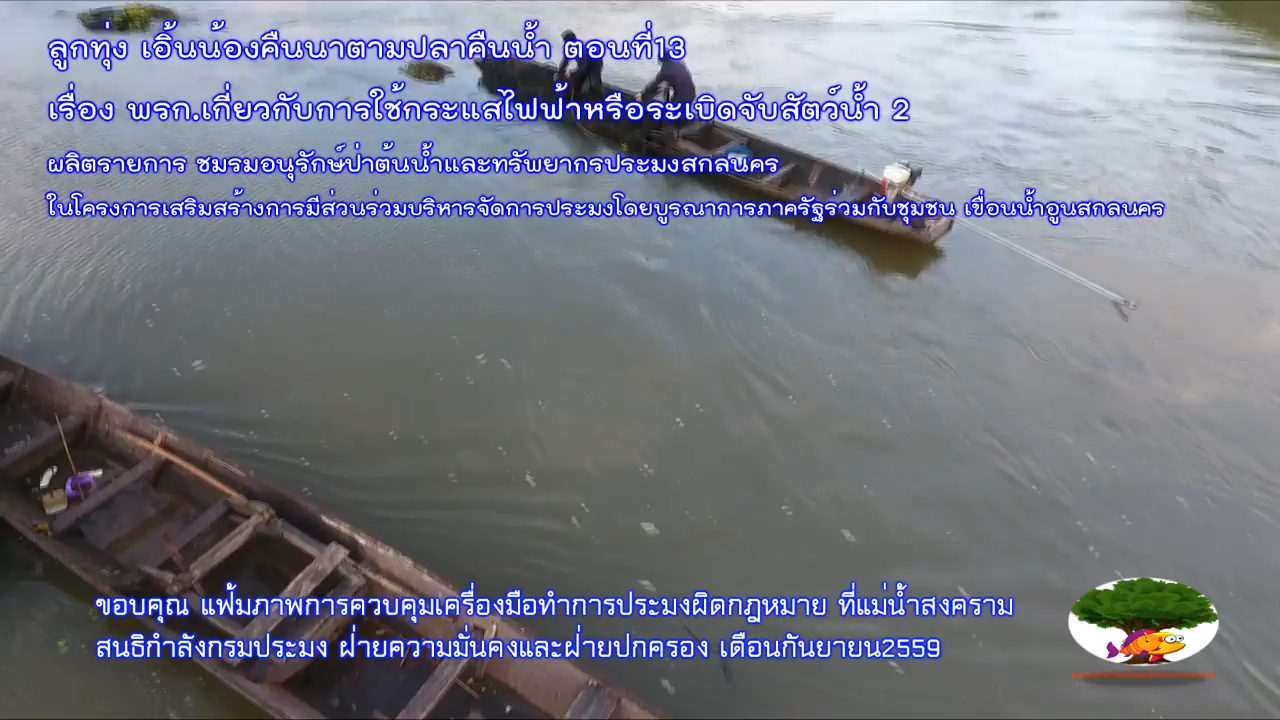 ลูกทุ่ง เอิ้นน้องคืนนาตามปลาคืนน้ำ ตอนที่13
เรื่อง พรก.เกี่ยวกับการใช้กระแสไฟฟ้าหรือระเบิดจับสัตว์น้ำ 2
ผลิตรายการ ชมรมอนุรักษ์ป่าต้นน้ำและทรัพยากรประมงสกลนคร
ในโครงการเสริมสร้างการมีส่วนร่วมบริหารจัดการประมงโดยบูรณาการภาครัฐร่วมกับชุมชน เขื่อนน้ำอูนสกลนคร
ขอบคุณ แฟ้มภาพการควบคุมเครื่องมือทำการประมงผิดกฎหมาย ที่แม่น้ำสงคราม
สนธิกำลังกรมประมง ฝ่ายความมั่นคงและฝ่ายปกครอง เดือนกันยายน2559